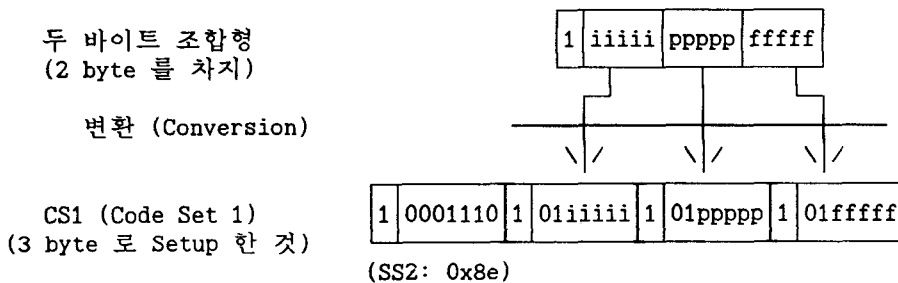 두 바이트 조합형
(2 byte 를 차지)
1 iiiii ppppp fffff
변환 (Conversion)
CS1 (Code Set 1)
(3 byte 로 Setup 한 것)
1 0001110 1 01iiiii 1 01ppppp 1 01fffff
(SS2: 0x8e)